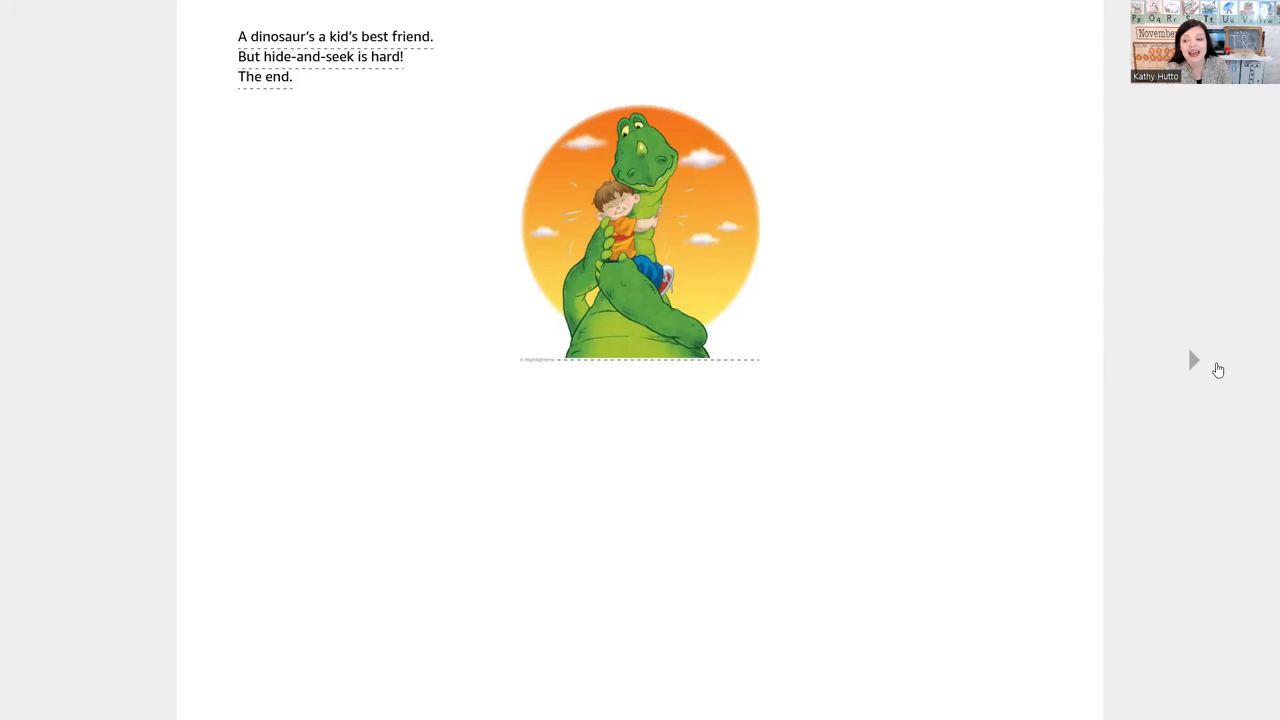 A dinosaur's a kid's best friend.
But hide-and-seek is hard!
The end.
November
Kathy Hutto